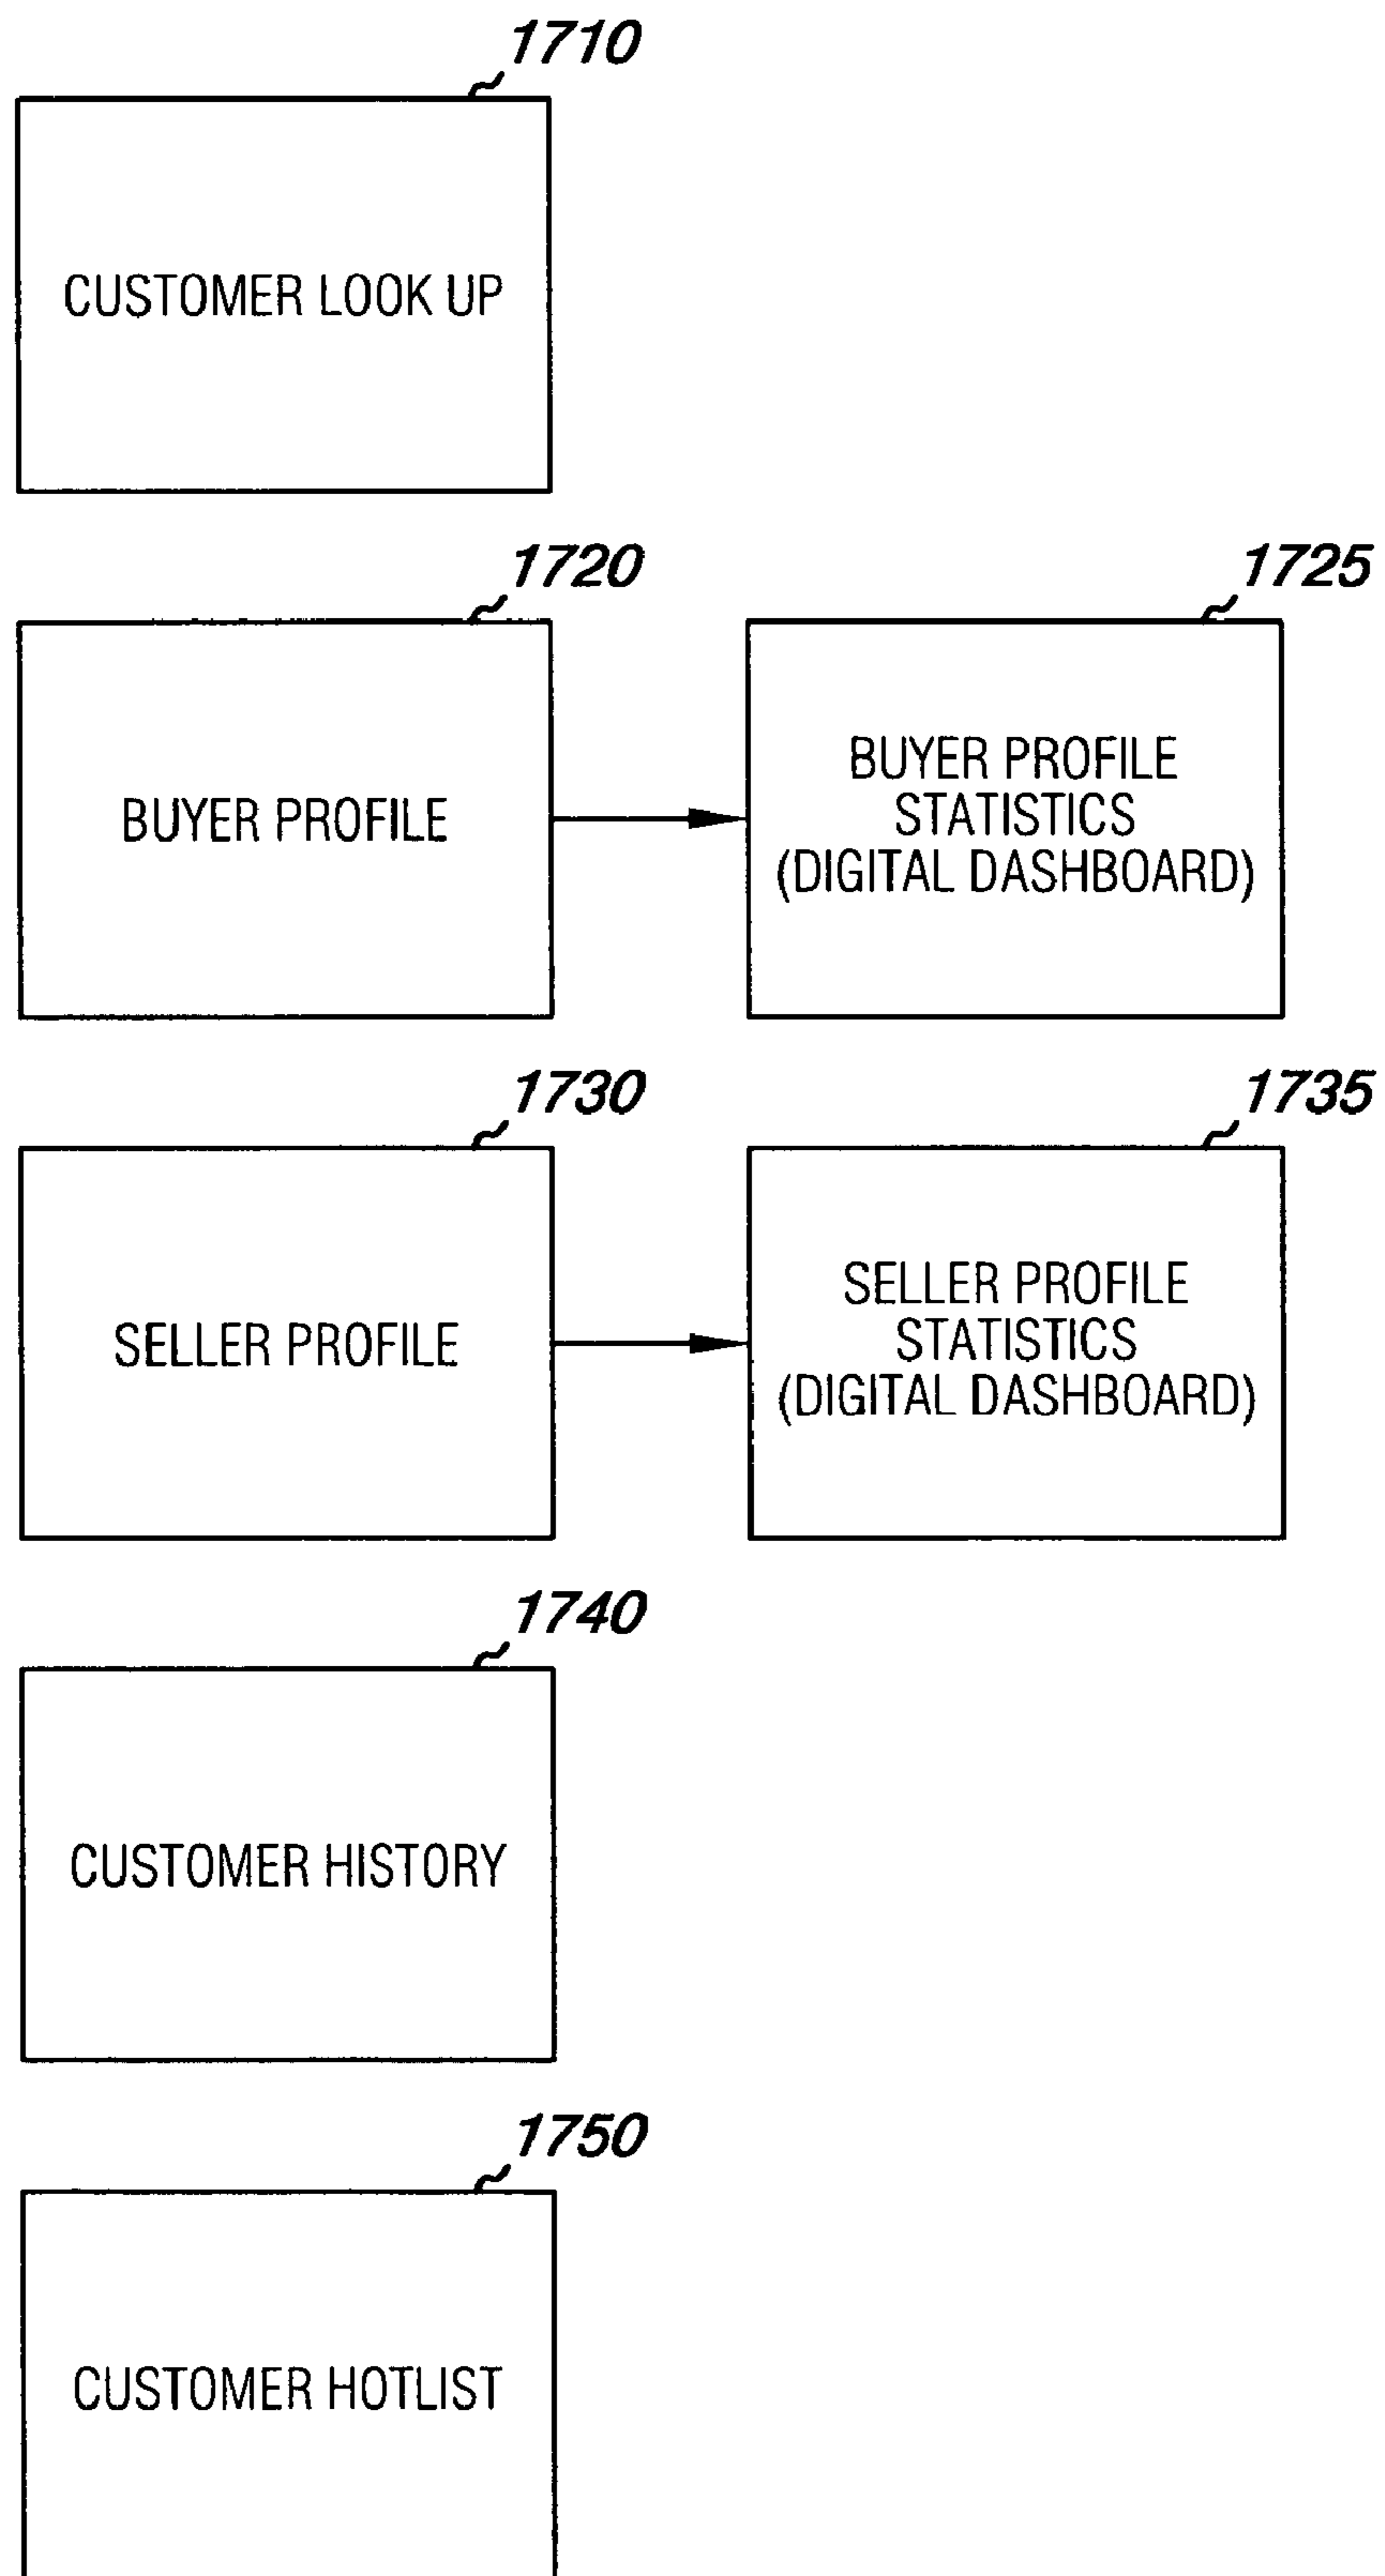 1710
CUSTOMER LOOK UP
1720
BUYER PROFILE
1725
BUYER PROFILE
STATISTICS
(DIGITAL DASHBOARD)
1730
SELLER PROFILE
1735
SELLER PROFILE
STATISTICS
(DIGITAL DASHBOARD)
1740
CUSTOMER HISTORY
1750
CUSTOMER HOTLIST